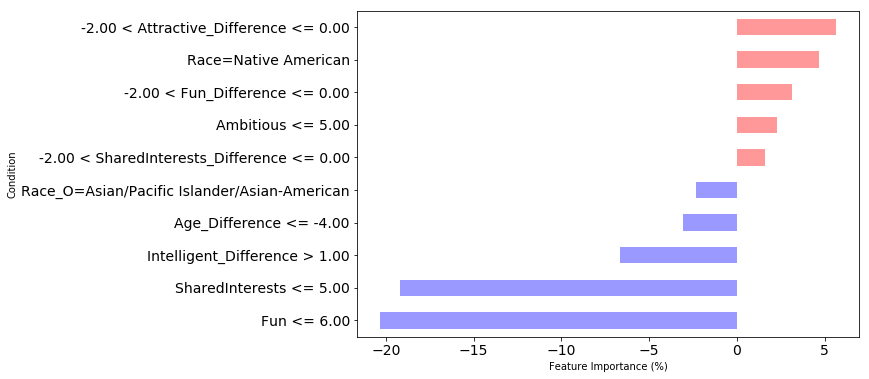 -2.00 < Attractive_Difference <= 0.00
Race=Native American
-2.00 < Fun_Difference <= 0.00
Ambitious <= 5.00
-2.00 < SharedInterests_Difference <= 0.00
Race_O=Asian/Pacific Islander/Asian-American
Age_Difference <= -4.00
Intelligent_Difference > 1.00
SharedInterests <= 5.00
Fun <= 6.00
Condition
−20 −15 −10 −5 0 5
Feature Importance (%)